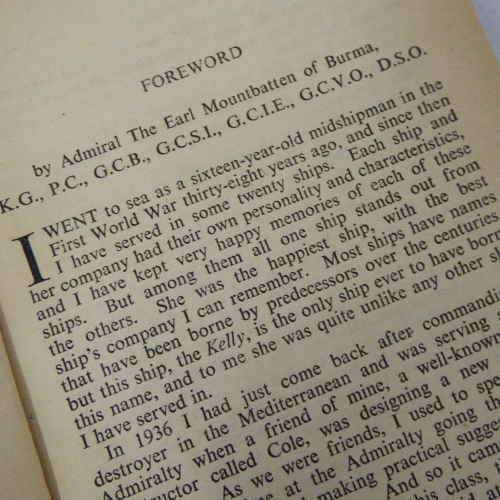 FOREWORD
by Admiral The Earl Mountbatten of Burma,
K.G., P.C., G.C.B., G.C.S.I., G.C.I.E., G.C.V.O., D.S.O.
I WENT to sea as a sixteen-year-old midshipman in the
First World War thirty-eight years ago, and since then
I have served in some twenty ships. Each ship and
her company had their own personality and characteristics,
and I have kept very happy memories of each of these
ships. But among them all one ship stands out from
the others. She was the happiest ship, with the best
ship's company I can remember. Most ships have names
that have been borne by predecessors over the centuries
but this ship, the Kelly, is the only ship ever to have born
this name, and to me she was quite unlike any other sh
I have served in.
In 1936 I had just come back after commandi
destroyer in the Mediterranean and was serving
Admiralty when a friend of mine, a well-known
ructor called Cole, was designing a new
As we were friends, I used to spe
at the Admiralty going th
making practical sugges
And so it cam
class,